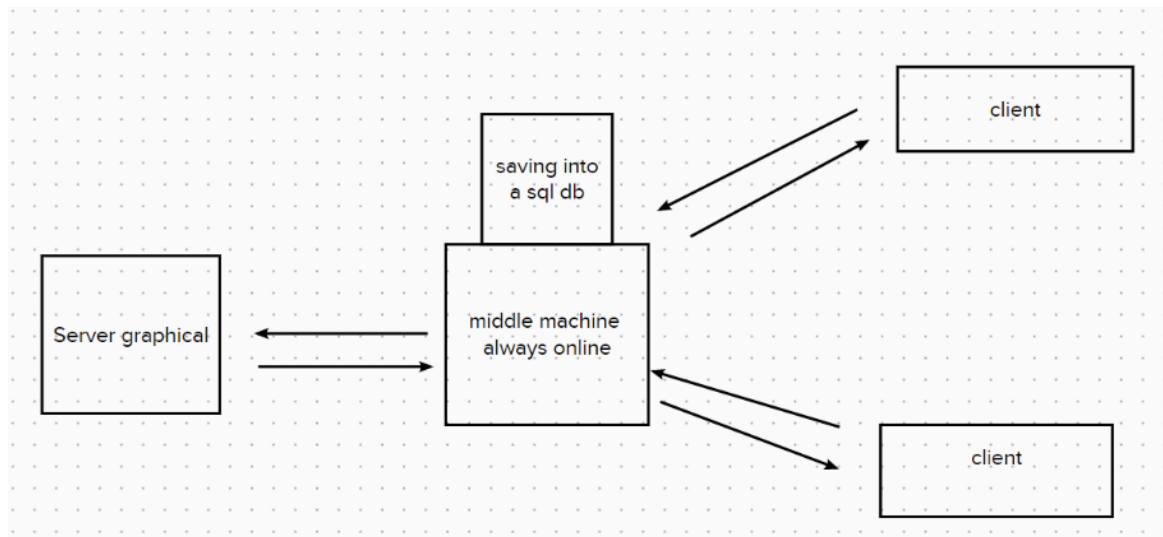 client
saving into
a sql db
Server graphical
middle machine
always online
client